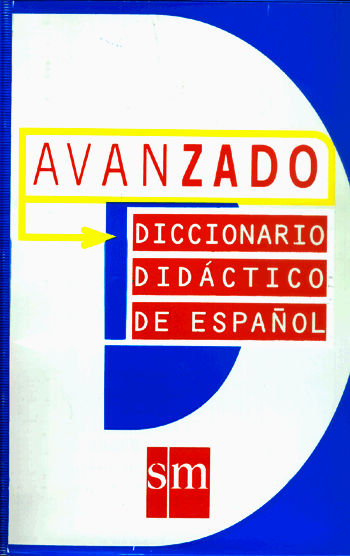 AVANZADO
DICCIONARIO
DIDÁCTICO
DE ESPAÑOL
sm